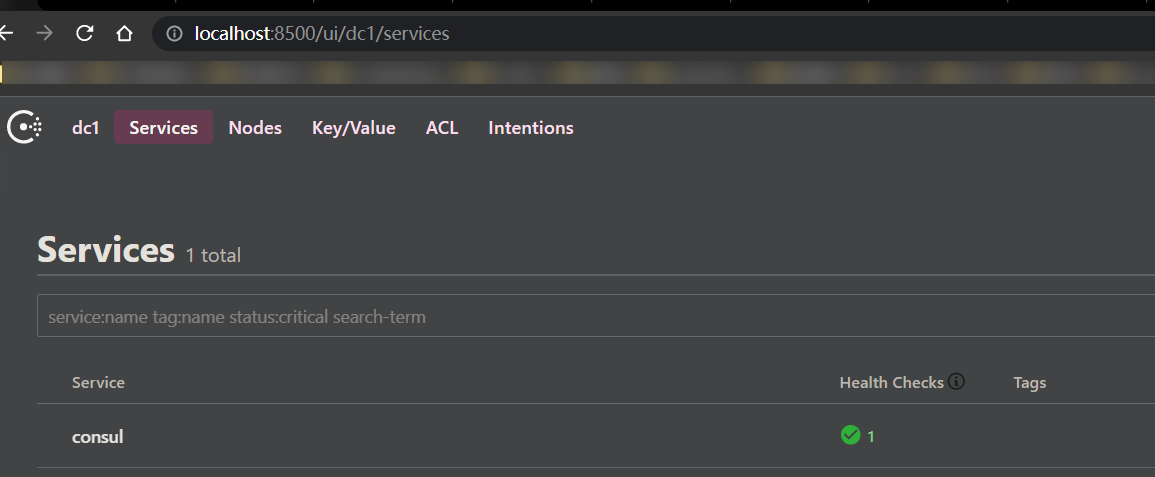 localhost:8500/ui/dc1/services
dc1 Services Nodes Key/Value ACL Intentions
Services 1 total
service:name tag:name status:critical search-term
Service Health Checks Tags
consul 1